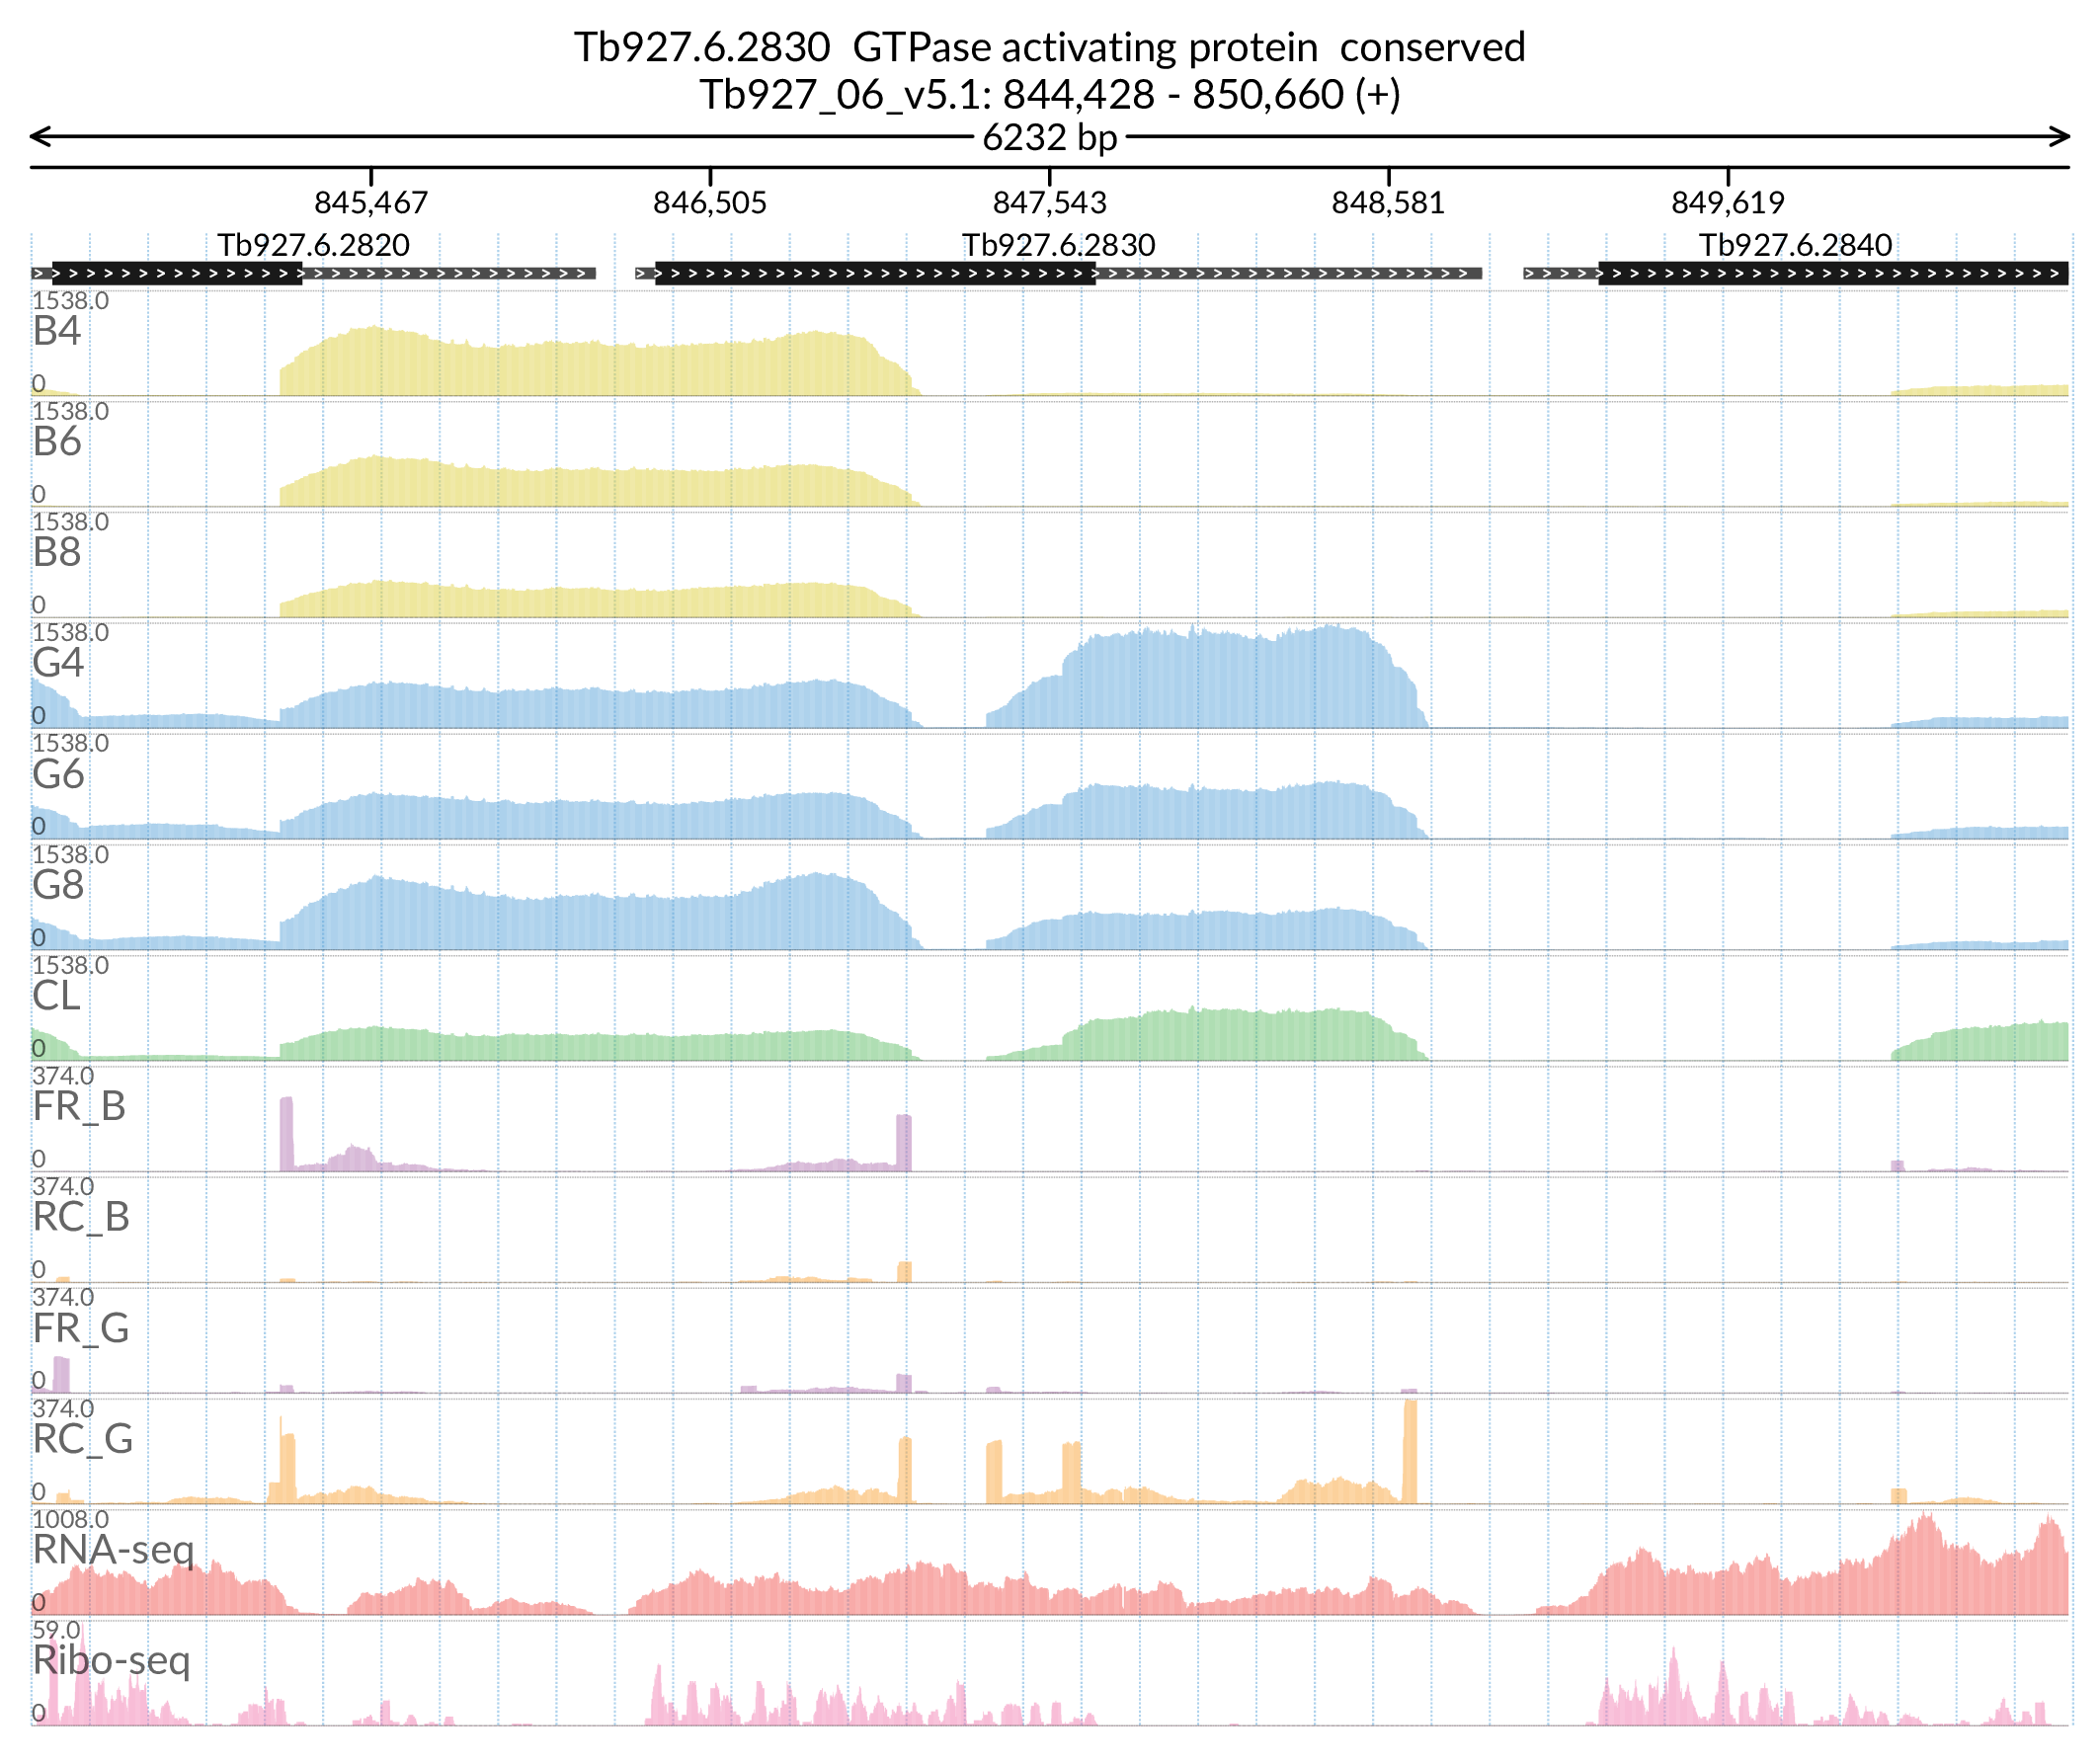 Tb927.6.2830  GTPase activating protein  conserved
Tb927_06_v5.1: 844,428 - 850,660 (+)
6232 bp
845,467 846,505 847,543 848,581 849,619
Tb927.6.2820 Tb927.6.2830 Tb927.6.2840
1538.0
B4
0
1538.0
B6
0
1538.0
B8
0
1538.0
G4
0
1538.0
G6
0
1538.0
G8
0
1538.0
CL
0
374.0
FR_B
0
374.0
RC_B
0
374.0
FR_G
0
374.0
RC_G
0
1008.0
RNA-seq
0
59.0
Ribo-seq
0